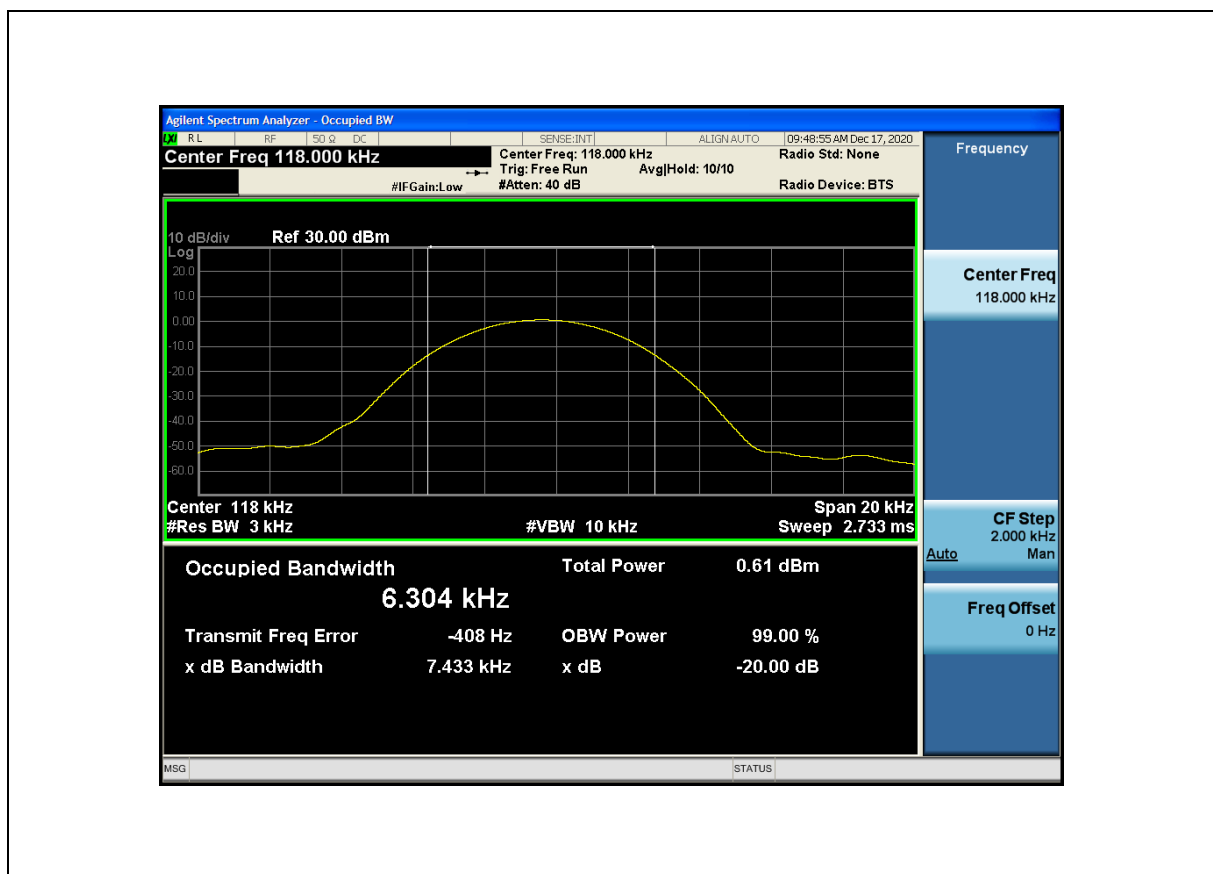 Agilent Spectrum Analyzer - Occupied BW
LXI RL RF 50 Ω DC SENSE:INT ALIGN AUTO 09:48:55 AM Dec 17, 2020
Center Freq 118.000 kHz
Center Freq: 118.000 kHz Radio Std: None
Trig: Free Run Avg|Hold: 10/10
#IFGain:Low #Atten: 40 dB Radio Device: BTS
Frequency
10 dB/div Ref 30.00 dBm
Log
20.0
10.0
0.00
-10.0
-20.0
-30.0
-40.0
-50.0
-60.0
Center 118 kHz Span 20 kHz
#Res BW 3 kHz #VBW 10 kHz Sweep 2.733 ms
Occupied Bandwidth Total Power 0.61 dBm
6.304 kHz
Transmit Freq Error -408 Hz OBW Power 99.00 %
x dB Bandwidth 7.433 kHz x dB -20.00 dB
Center Freq
118.000 kHz
CF Step
2.000 kHz
Auto Man
Freq Offset
0 Hz
MSG STATUS